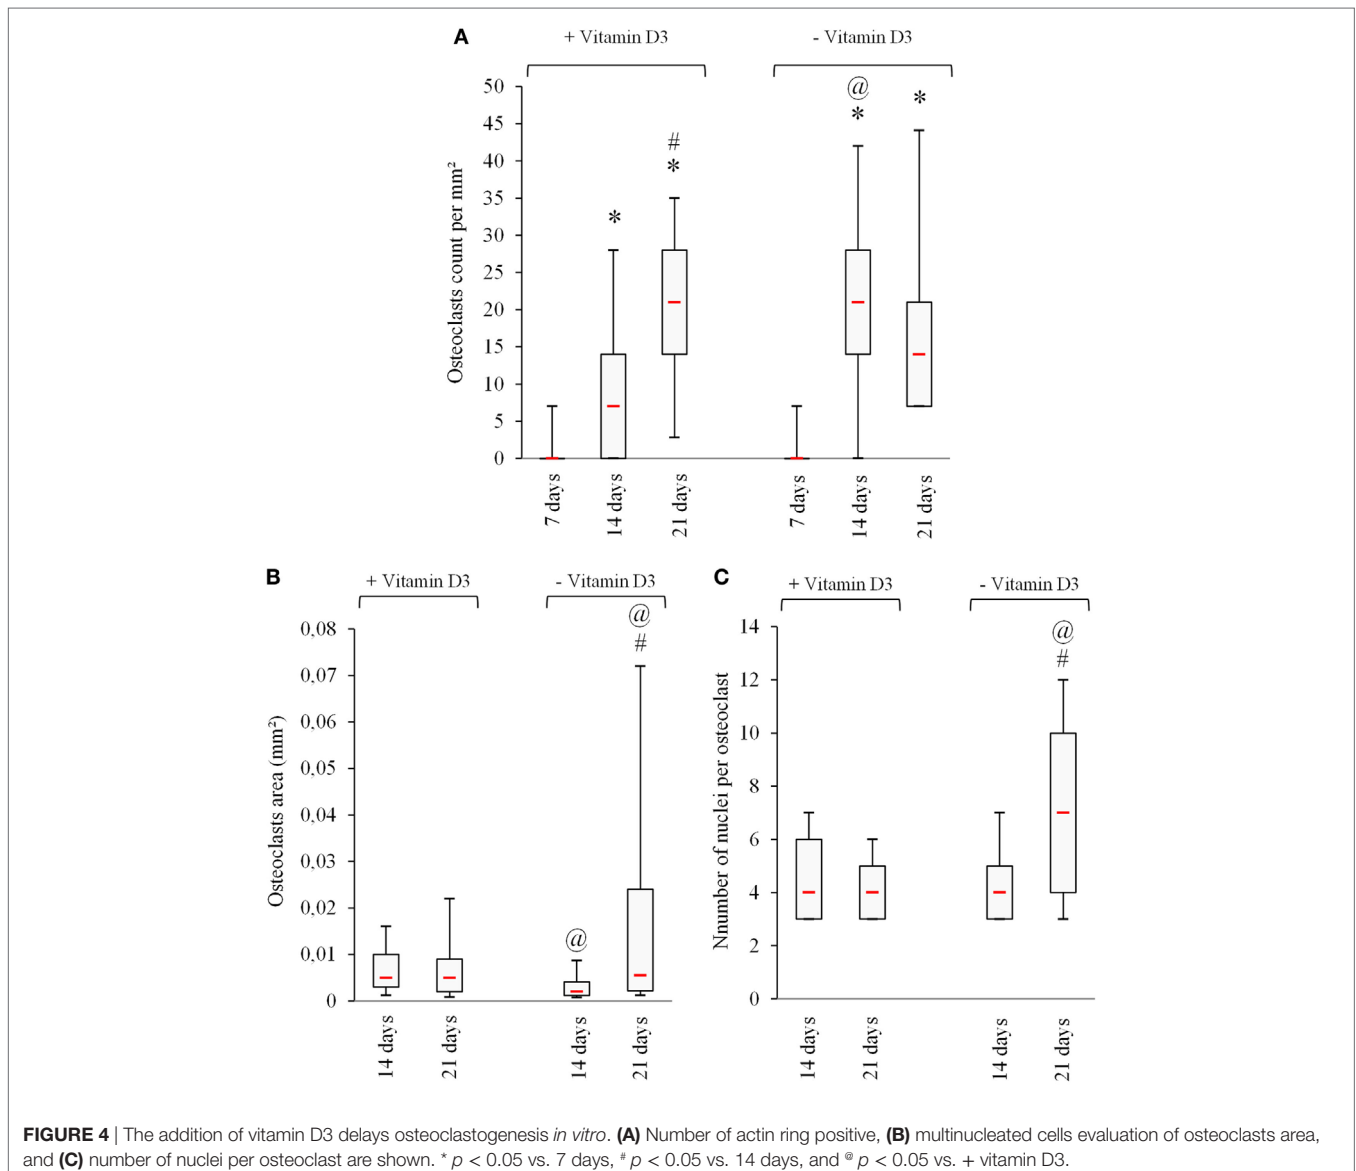 A
+ Vitamin D3
- Vitamin D3
Osteoclasts count per mm²
50
45
40
35
30
25
20
15
10
5
0
*
#
*
@
*
*
7 days
14 days
21 days
7 days
14 days
21 days
B
+ Vitamin D3
- Vitamin D3
Osteoclasts area (mm²)
0,08
0,07
0,06
0,05
0,04
0,03
0,02
0,01
0
@
@
#
14 days
21 days
14 days
21 days
C
+ Vitamin D3
- Vitamin D3
Nnumber of nuclei per osteoclast
14
12
10
8
6
4
2
0
@
#
14 days
21 days
14 days
21 days
FIGURE 4 | The addition of vitamin D3 delays osteoclastogenesis in vitro. (A) Number of actin ring positive, (B) multinucleated cells evaluation of osteoclasts area,
and (C) number of nuclei per osteoclast are shown. * p < 0.05 vs. 7 days, # p < 0.05 vs. 14 days, and @ p < 0.05 vs. + vitamin D3.